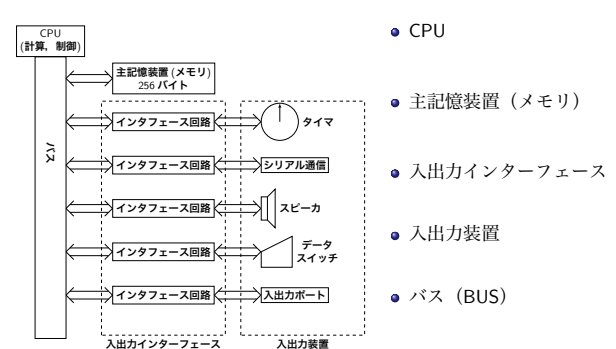 CPU
(計算，制御)
主記憶装置 (メモリ)
256 バイト
バス
インタフェース回路
タイマ
インタフェース回路
シリアル通信
インタフェース回路
スピーカ
インタフェース回路
データ
スイッチ
インタフェース回路
入出力ポート
入出力インターフェース
入出力装置
CPU
主記憶装置（メモリ）
入出力インターフェース
入出力装置
バス（BUS）